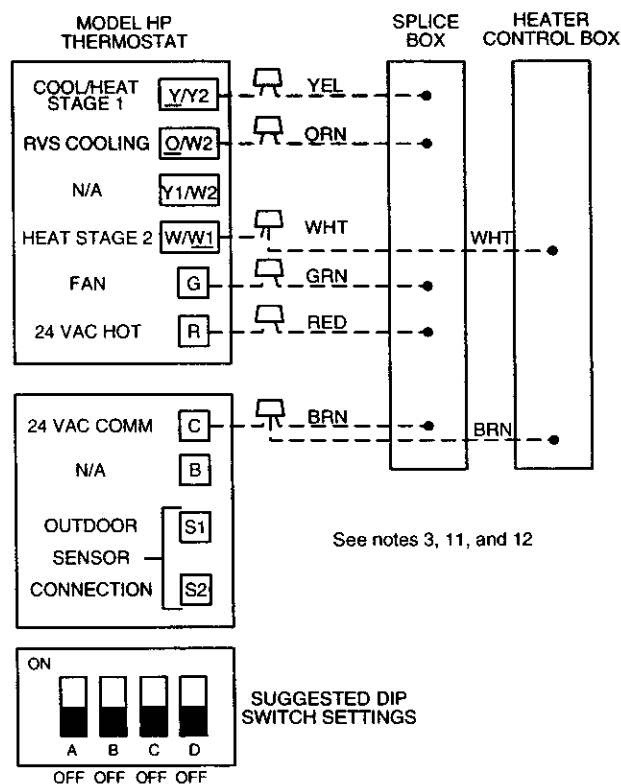 MODEL HP
THERMOSTAT
SPLICE
BOX
HEATER
CONTROL BOX
COOL/HEAT
STAGE 1
Y/Y2
YEL
RVS COOLING
O/W2
ORN
N/A
Y1/W2
HEAT STAGE 2
W/W1
WHT
WHT
FAN
G
GRN
24 VAC HOT
R
RED
24 VAC COMM
C
BRN
BRN
N/A
B
OUTDOOR
SENSOR
CONNECTION
S1
S2
See notes 3, 11, and 12
ON
A B C D
OFF OFF OFF OFF
SUGGESTED DIP
SWITCH SETTINGS